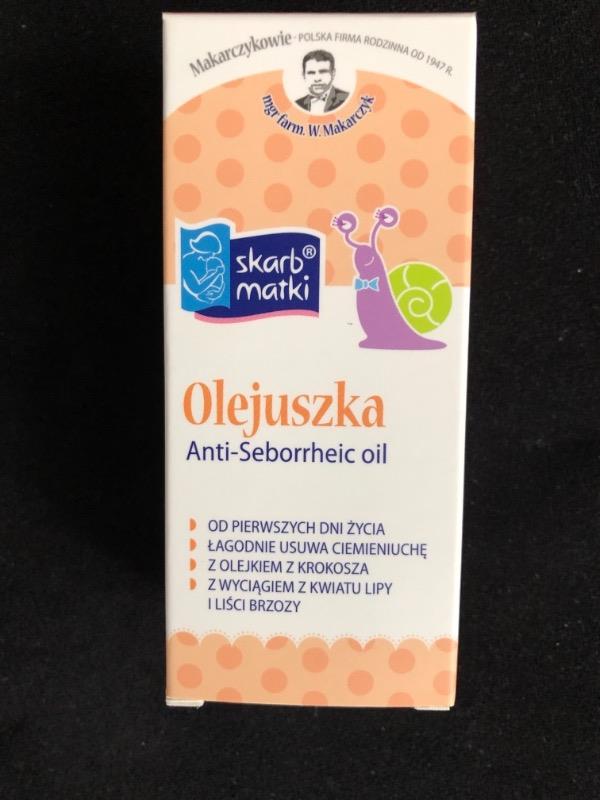 Makarczykowie · POLSKA FIRMA RODZINNA OD 1947 R.
mgr farm. W. Makarczyk
skarb®
matki
Olejuszka
Anti-Seborrheic oil
OD PIERWSZYCH DNI ŻYCIA
ŁAGODNIE USUWA CIEMIENIUCHĘ
Z OLEJKIEM Z KROKOSZA
Z WYCIĄGIEM Z KWIATU LIPY
I LIŚCI BRZOZY